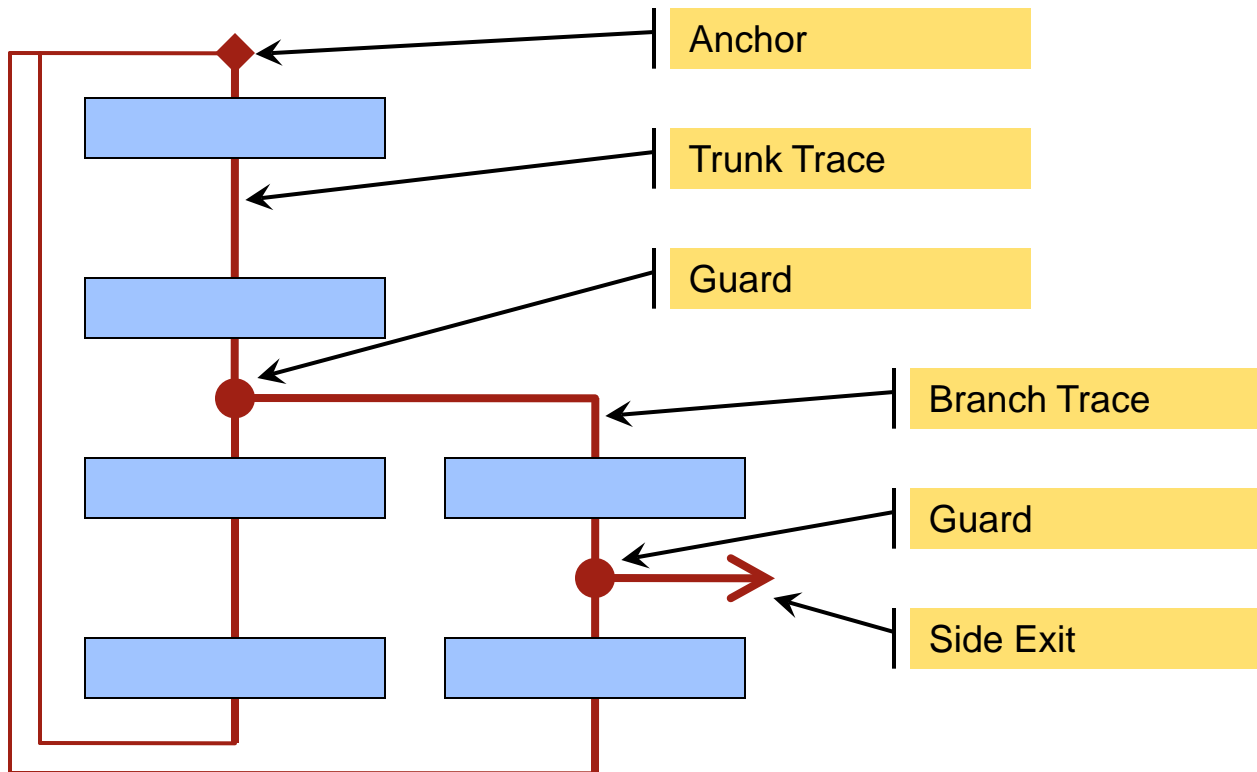 Anchor
Trunk Trace
Guard
Branch Trace
Guard
Side Exit